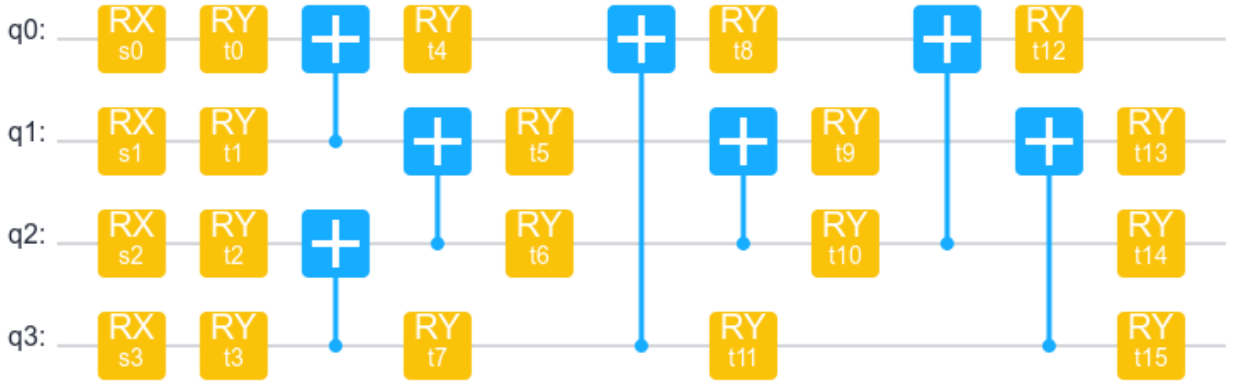 q0: RX s0 RY t0 RY t4 RY t8 RY t12
q1: RX s1 RY t1 RY t5 RY t9 RY t13
q2: RX s2 RY t2 RY t6 RY t10 RY t14
q3: RX s3 RY t3 RY t7 RY t11 RY t15